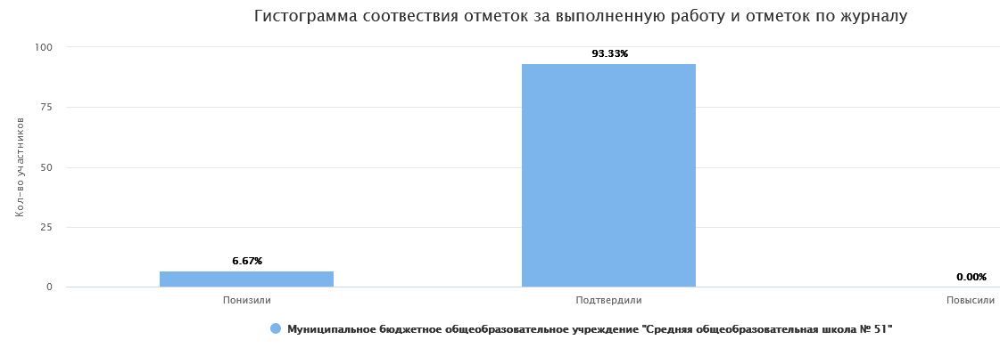 Гистограмма соотвествия отметок за выполненную работу и отметок по журналу
Кол-во участников
100
75
50
25
0
6.67%
93.33%
0.00%
Понизили
Подтвердили
Повысили
Муниципальное бюджетное общеобразовательное учреждение "Средняя общеобразовательная школа № 51"